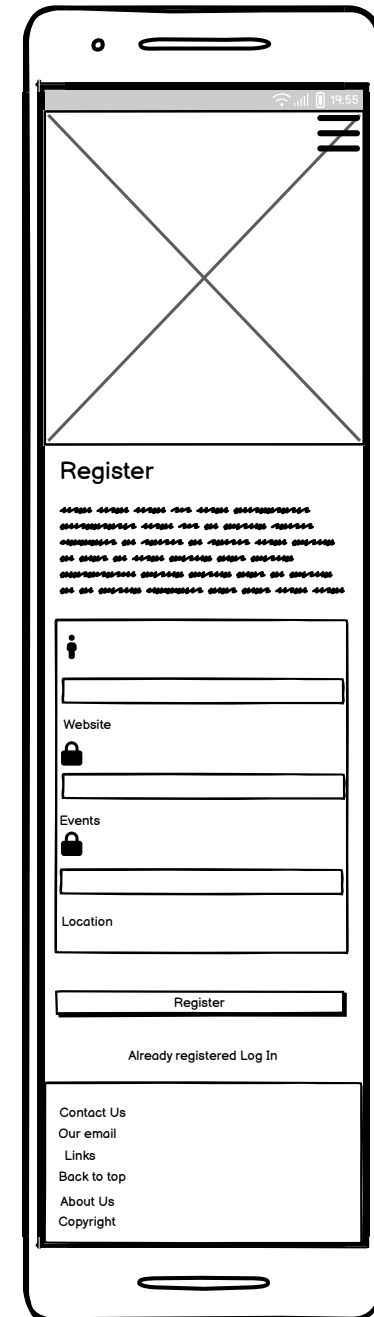 19:55
Register
Website
Events
Location
Register
Already registered Log In
Contact Us
Our email
Links
Back to top
About Us
Copyright